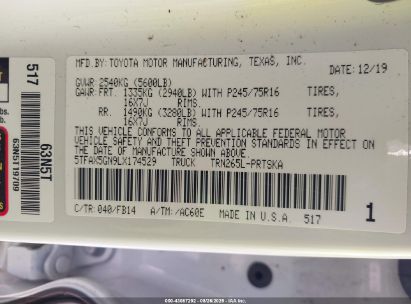 MFD.BY:TOYOTA MOTOR MANUFACTURING, TEXAS, INC.
12/19
GVWR: 2540KG (5600LB)
GAWR: FRT. 1335KG (2940LB) WITH P245/75R16 TIRES,
16X7J RIMS.
RR. 1490KG (3280LB) WITH P245/75R16 TIRES,
16X7J RIMS.
THIS VEHICLE CONFORMS TO ALL APPLICABLE FEDERAL MOTOR
VEHICLE SAFETY AND THEFT PREVENTION STANDARDS IN EFFECT
ON THE DATE OF MANUFACTURE SHOWN ABOVE.
5TFAX5GN9LX174529 TRUCK TRN265L-PRTSKA
C/TR: 040/FB14 A/TM: /AC60E MADE IN U.S.A. 517
1
517
6345T